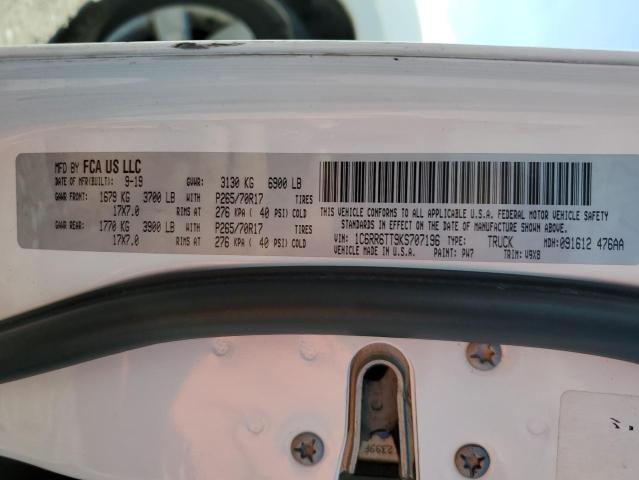 MFD BY FCA US LLC
DATE OF MFR(BUILT): 9-19 GVWR: 3130 KG 6900 LB
GAWR FRONT: 1679 KG 3700 LB WITH P265/70R17 TIRES
17X7.0 RIMS AT 276 KPA ( 40 PSI) COLD
GAWR REAR: 1770 KG 3900 LB WITH P265/70R17 TIRES
17X7.0 RIMS AT 276 KPA ( 40 PSI) COLD
THIS VEHICLE CONFORMS TO ALL APPLICABLE U.S.A. FEDERAL MOTOR VEHICLE SAFETY
STANDARDS IN EFFECT ON THE DATE OF MANUFACTURE SHOWN ABOVE.
VIN: 1C6RR6TT9KS707196 TYPE: TRUCK MDH: 091612 476AA
VEHICLE MADE IN U.S.A. PAINT: PW7 TRIM: V9X8